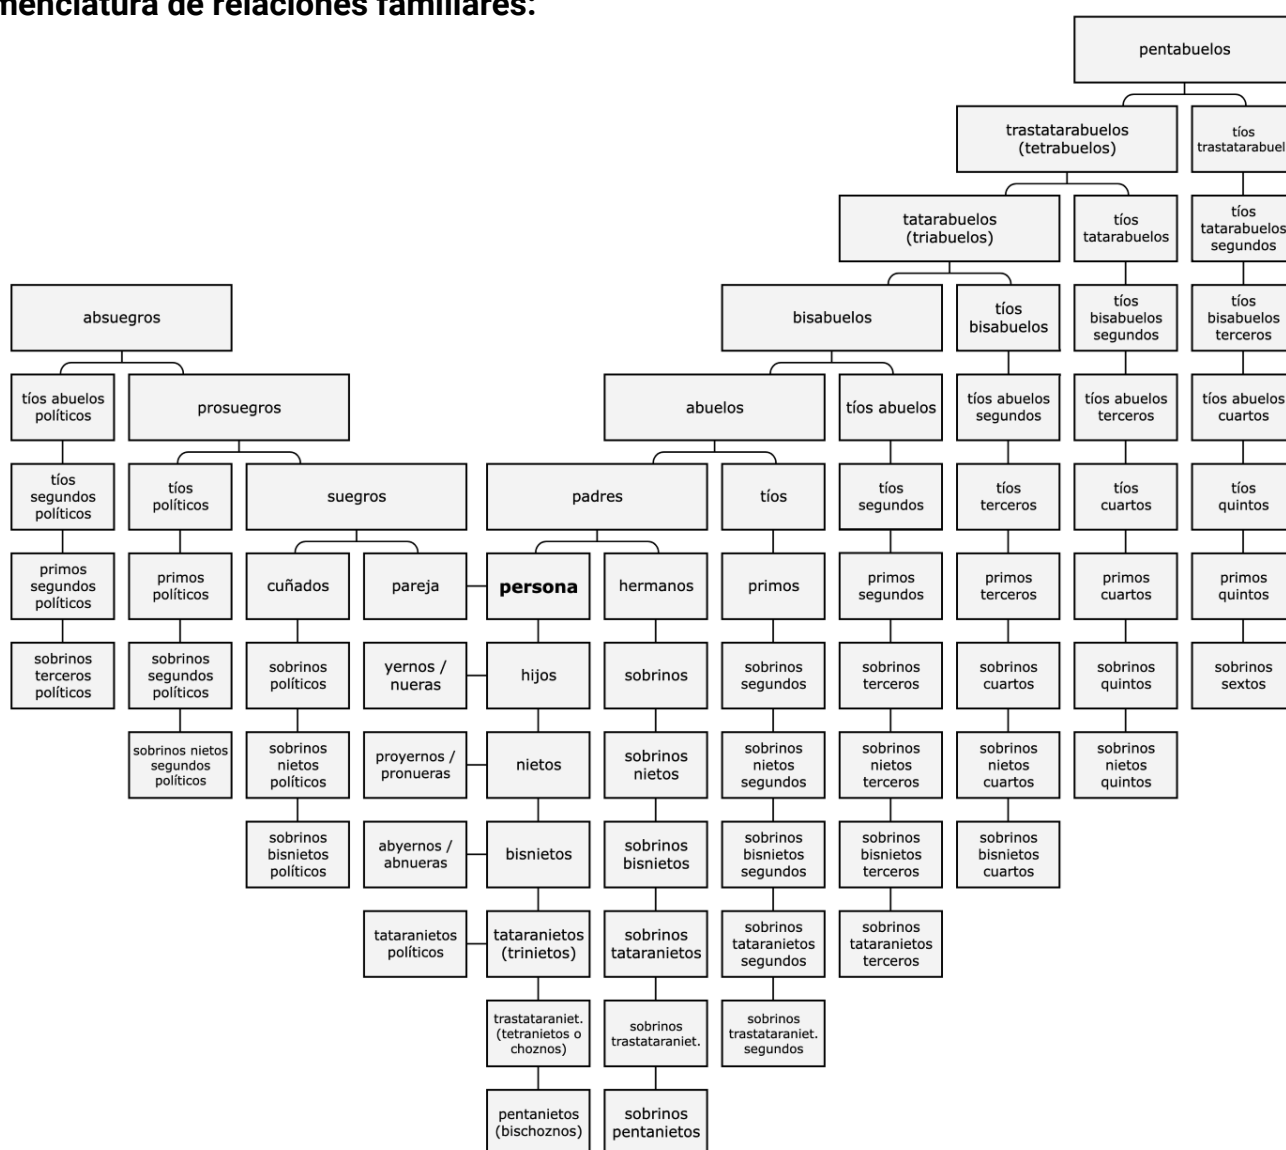 menclatura de relaciones familiares:
pentabuelos
trastatarabuelos
(tetrabuelos)
tíos
trastatarabuel
tatarabuelos
(triabuelos)
tíos
tatarabuelos
tíos
tatarabuelos
segundos
absuegros
bisabuelos
tíos
bisabuelos
tíos
bisabuelos
segundos
tíos
bisabuelos
terceros
tíos abuelos
políticos
prosuegros
abuelos
tíos abuelos
tíos abuelos
segundos
tíos abuelos
terceros
tíos abuelos
cuartos
tíos
segundos
políticos
tíos
políticos
suegros
padres
tíos
tíos
segundos
tíos
terceros
tíos
cuartos
tíos
quintos
primos
segundos
políticos
primos
políticos
cuñados
pareja
persona
hermanos
primos
primos
segundos
primos
terceros
primos
cuartos
primos
quintos
sobrinos
terceros
políticos
sobrinos
segundos
políticos
sobrinos
políticos
yernos /
nueras
hijos
sobrinos
sobrinos
segundos
sobrinos
terceros
sobrinos
cuartos
sobrinos
quintos
sobrinos
sextos
sobrinos nietos
segundos
políticos
sobrinos
nietos
políticos
proyernos /
pronueras
nietos
sobrinos
nietos
sobrinos
nietos
segundos
sobrinos
nietos
terceros
sobrinos
nietos
cuartos
sobrinos
nietos
quintos
sobrinos
bisnietos
políticos
abyernos /
abnueras
bisnietos
sobrinos
bisnietos
sobrinos
bisnietos
segundos
sobrinos
bisnietos
terceros
sobrinos
bisnietos
cuartos
tataranietos
políticos
tataranietos
(trinietos)
sobrinos
tataranietos
sobrinos
tataranietos
segundos
sobrinos
tataranietos
terceros
trastataraniet.
(tetranietos o
choznos)
sobrinos
trastataraniet.
sobrinos
trastataraniet.
segundos
pentanietos
(bischoznos)
sobrinos
pentanietos